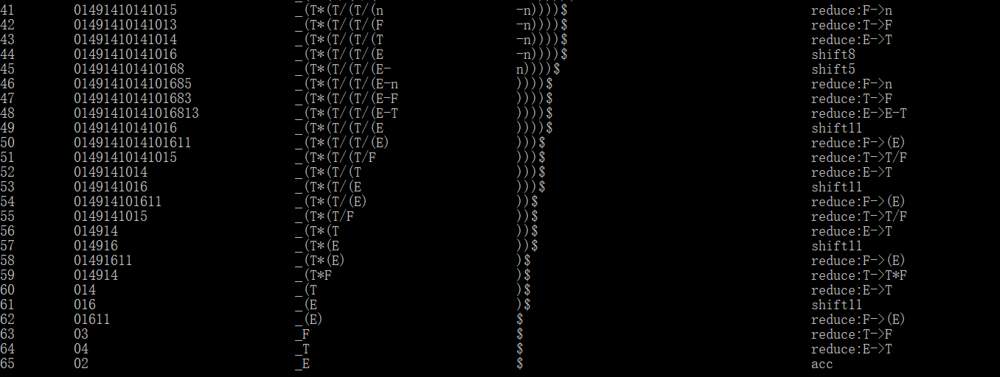 41 01491410141015 _(T*(T/(T/(n -n))))$ reduce:F->n
42 01491410141013 _(T*(T/(T/(F -n))))$ reduce:T->F
43 01491410141014 _(T*(T/(T/(T -n))))$ reduce:E->T
44 01491410141016 _(T*(T/(T/(E -n))))$ shift8
45 014914101410168 _(T*(T/(T/(E- n))))$ shift5
46 0149141014101685 _(T*(T/(T/(E-n ))))$ reduce:F->n
47 0149141014101683 _(T*(T/(T/(E-F ))))$ reduce:T->F
48 01491410141016813 _(T*(T/(T/(E-T ))))$ reduce:E->E-T
49 01491410141016 _(T*(T/(T/(E ))))$ shift11
50 0149141014101611 _(T*(T/(T/(E) )))$ reduce:F->(E)
51 01491410141015 _(T*(T/(T/F )))$ reduce:T->T/F
52 0149141014 _(T*(T/(T )))$ reduce:E->T
53 0149141016 _(T*(T/(E )))$ shift11
54 014914101611 _(T*(T/(E) ))$ reduce:F->(E)
55 0149141015 _(T*(T/F ))$ reduce:T->T/F
56 014914 _(T*(T ))$ reduce:E->T
57 014916 _(T*(E ))$ shift11
58 01491611 _(T*(E) )$ reduce:F->(E)
59 014914 _(T*F )$ reduce:T->T*F
60 014 _(T )$ reduce:E->T
61 016 _(E )$ shift11
62 01611 _(E) $ reduce:F->(E)
63 03 _F $ reduce:T->F
64 04 _T $ reduce:E->T
65 02 _E $ acc